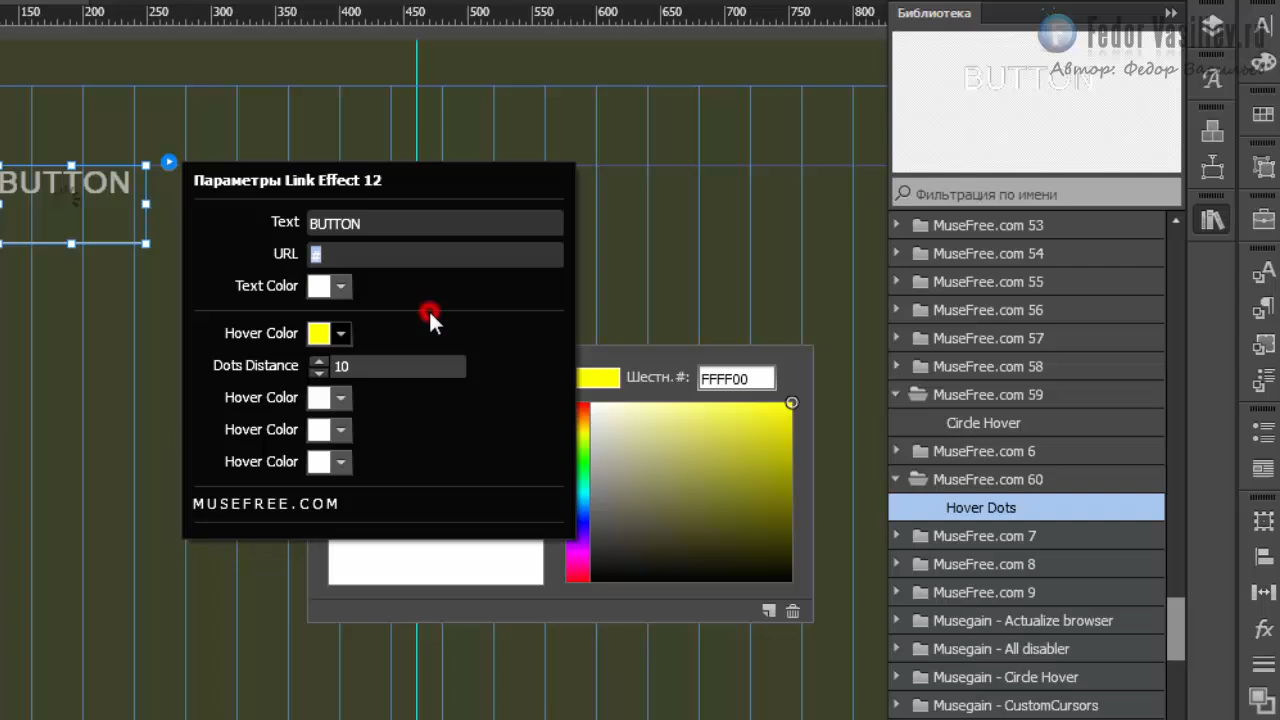 150 200 250 300 350 400 450 500 550 600 650 700 750 800
Библиотека
Fedor Vasiliev.ru
Автор: Федор Васильев
BUTTON
BUTTON
Параметры Link Effect 12
Text BUTTON
URL #
Text Color
Hover Color
Dots Distance 10
Hover Color
Hover Color
Hover Color
MUSEFREE.COM
Шестн.#: FFFF00
Фильтрация по имени
MuseFree.com 53
MuseFree.com 54
MuseFree.com 55
MuseFree.com 56
MuseFree.com 57
MuseFree.com 58
MuseFree.com 59
Circle Hover
MuseFree.com 6
MuseFree.com 60
Hover Dots
MuseFree.com 7
MuseFree.com 8
MuseFree.com 9
Musegain - Actualize browser
Musegain - All disabler
Musegain - Circle Hover
Musegain - CustomCursors